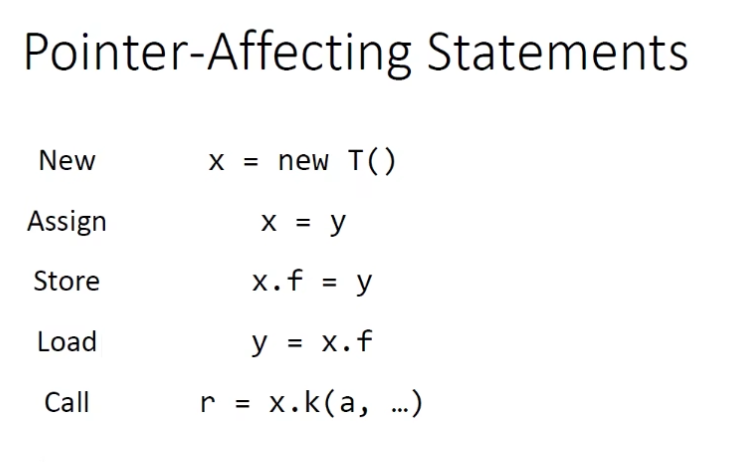 Pointer-Affecting Statements
New x = new T()
Assign x = y
Store x.f = y
Load y = x.f
Call r = x.k(a, …)